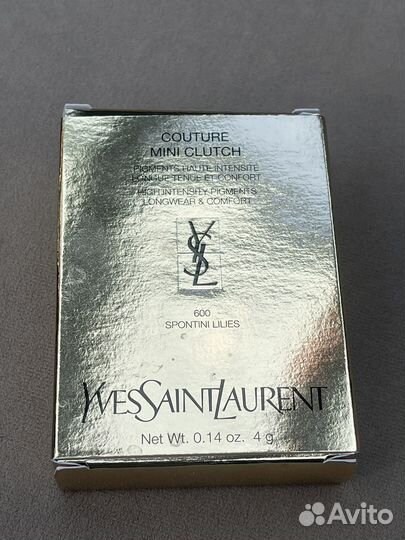 COUTURE
MINI CLUTCH
PIGMENTS HAUTE INTENSITÉ
LONGUE TENUE ET CONFORT
HIGH INTENSITY PIGMENTS
LONGWEAR & COMFORT
YSL
600
SPONTINI LILIES
YVESSAINTLAURENT
Net Wt. 0.14 oz. 4 g
Avito